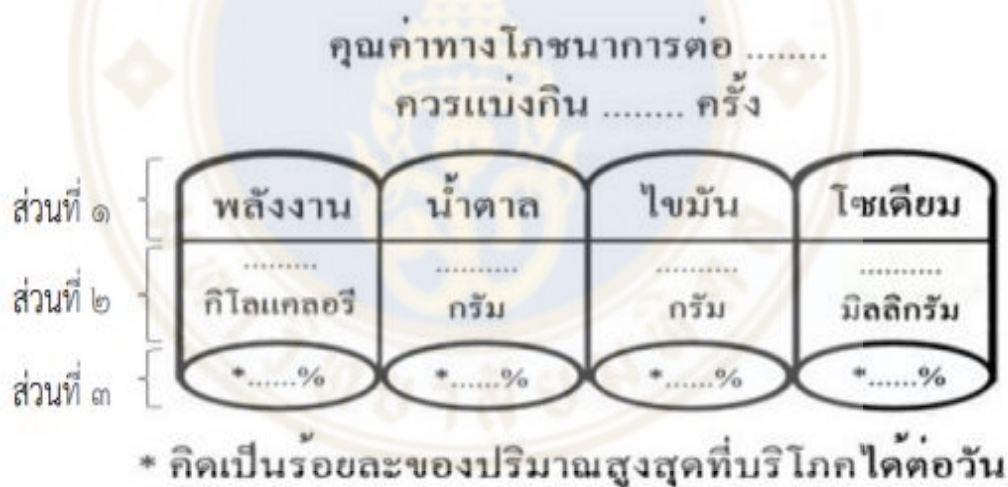 คุณค่าทางโภชนาการต่อ ........
ควรแบ่งกิน ........ ครั้ง
ส่วนที่ ๑ พลังงาน น้ำตาล ไขมัน โซเดียม
ส่วนที่ ๒ ......... .......... .......... ..........
กิโลแคลอรี กรัม กรัม มิลลิกรัม
ส่วนที่ ๓ *......% *......% *......% *......%
* คิดเป็นร้อยละของปริมาณสูงสุดที่บริโภคได้ต่อวัน